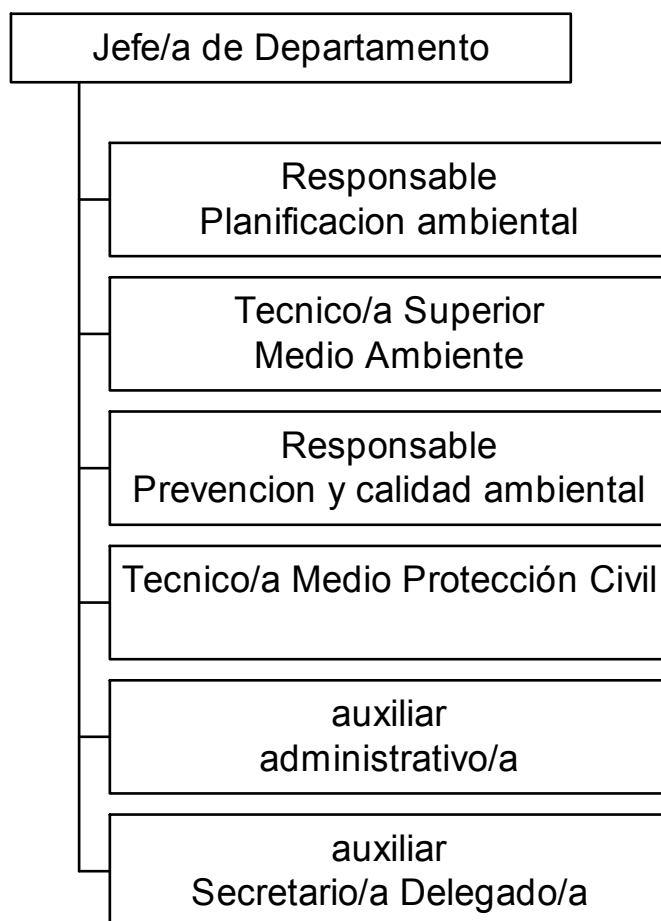 Jefe/a de Departamento
Responsable
Planificacion ambiental
Tecnico/a Superior
Medio Ambiente
Responsable
Prevencion y calidad ambiental
Tecnico/a Medio Protección Civil
auxiliar
administrativo/a
auxiliar
Secretario/a Delegado/a